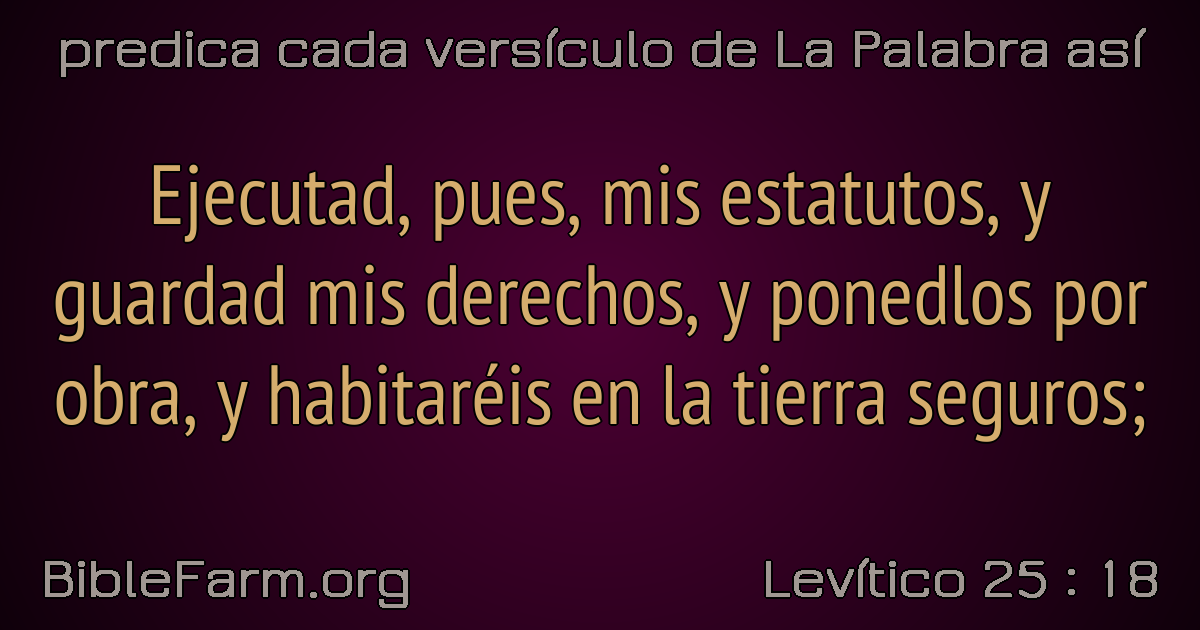 predica cada versículo de La Palabra así
Ejecutad, pues, mis estatutos, y
guardad mis derechos, y ponedlos por
obra, y habitaréis en la tierra seguros;
BibleFarm.org
Levítico 25 : 18